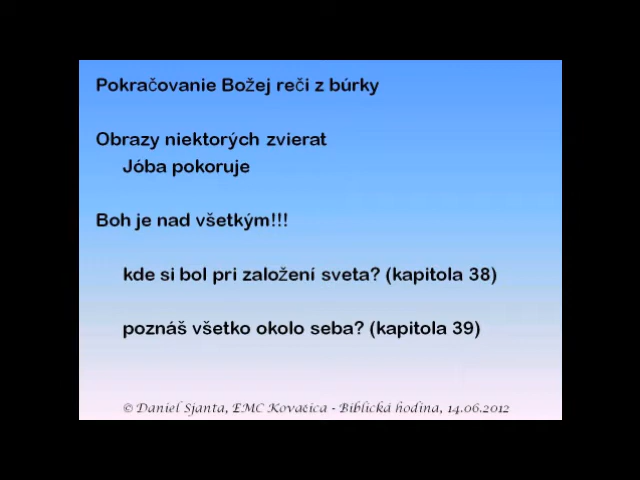 Pokračovanie Božej reči z búrky
Obrazy niektorých zvierat
Jóba pokoruje
Boh je nad všetkým!!!
kde si bol pri založení sveta? (kapitola 38)
poznáš všetko okolo seba? (kapitola 39)
© Daniel Sjanta, EMC Kovačica - Biblická hodina, 14.06.2012